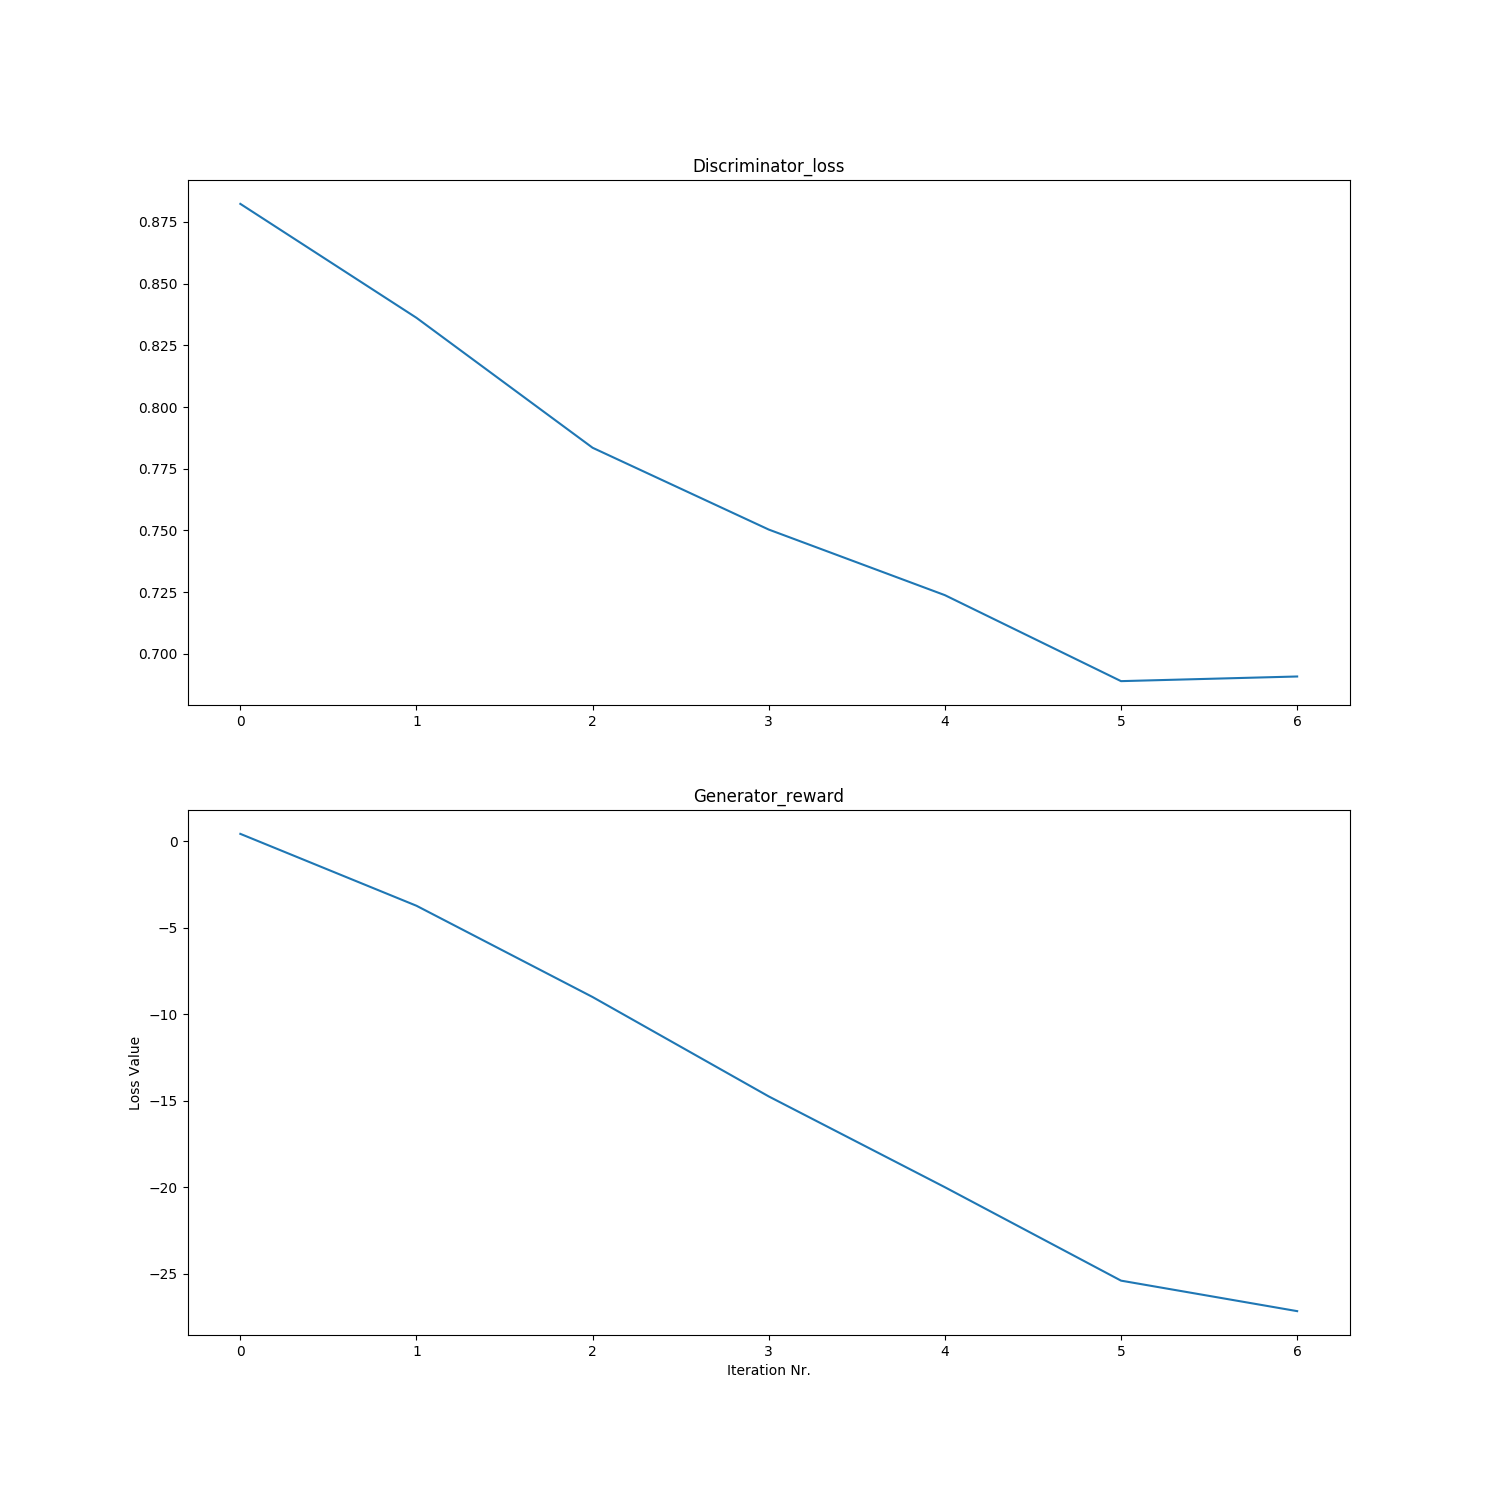 Discriminator_loss
0.875
0.850
0.825
0.800
0.775
0.750
0.725
0.700
0 1 2 3 4 5 6
Generator_reward
0
−5
−10
−15
−20
−25
Loss Value
0 1 2 3 4 5 6
Iteration Nr.